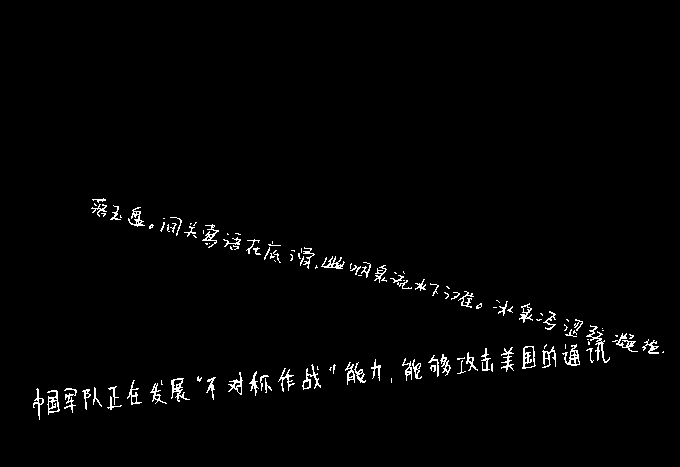 落玉盘。间关莺语在底滑,幽咽泉流水下滩。冰泉冷涩弦凝绝.
中国军队正在发展“不对称作战”能力,能够攻击美国的通讯